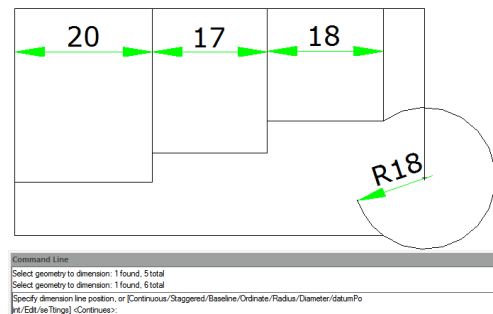 20 17 18
R18
Command Line
Select geometry to dimension: 1 found, 5 total
Select geometry to dimension: 1 found, 6 total
Specify dimension line position, or [Continuous/Staggered/Baseline/Ordinate/Radius/Diameter/datumPo
int/Edit/seTtings] <Continues>: